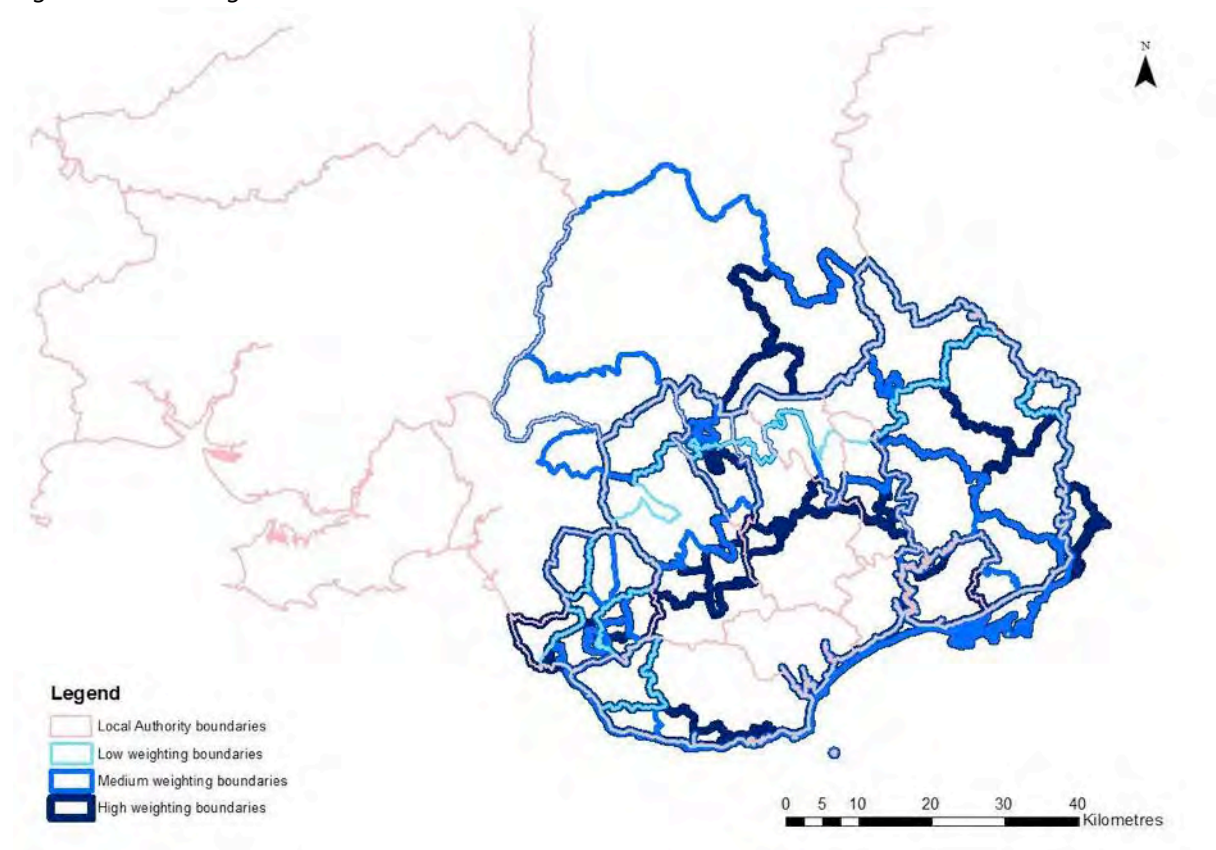 N
Legend
Local Authority boundaries
Low weighting boundaries
Medium weighting boundaries
High weighting boundaries
0 5 10 20 30 40
Kilometres